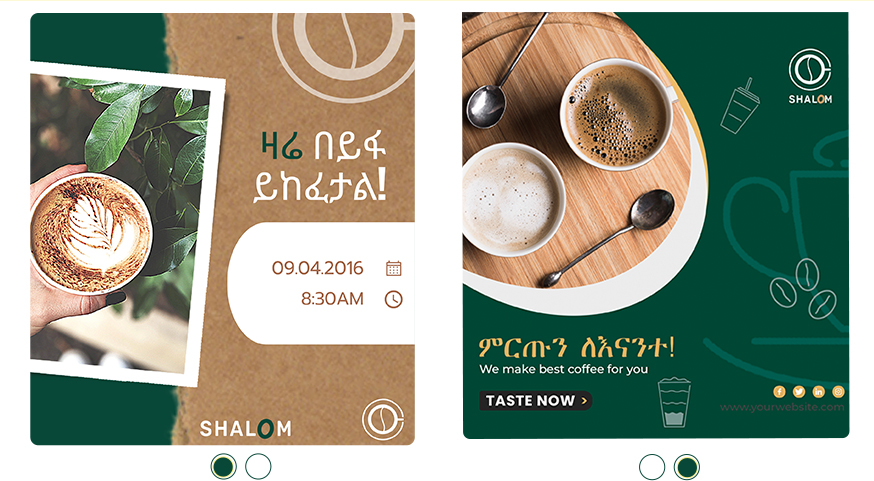 ዛሬ በይፋ
ይከፈታል!
09.04.2016
8:30AM
SHALOM
SHALOM
ምርጡን ለእናንተ!
We make best coffee for you
TASTE NOW >
www.yourwebsite.com